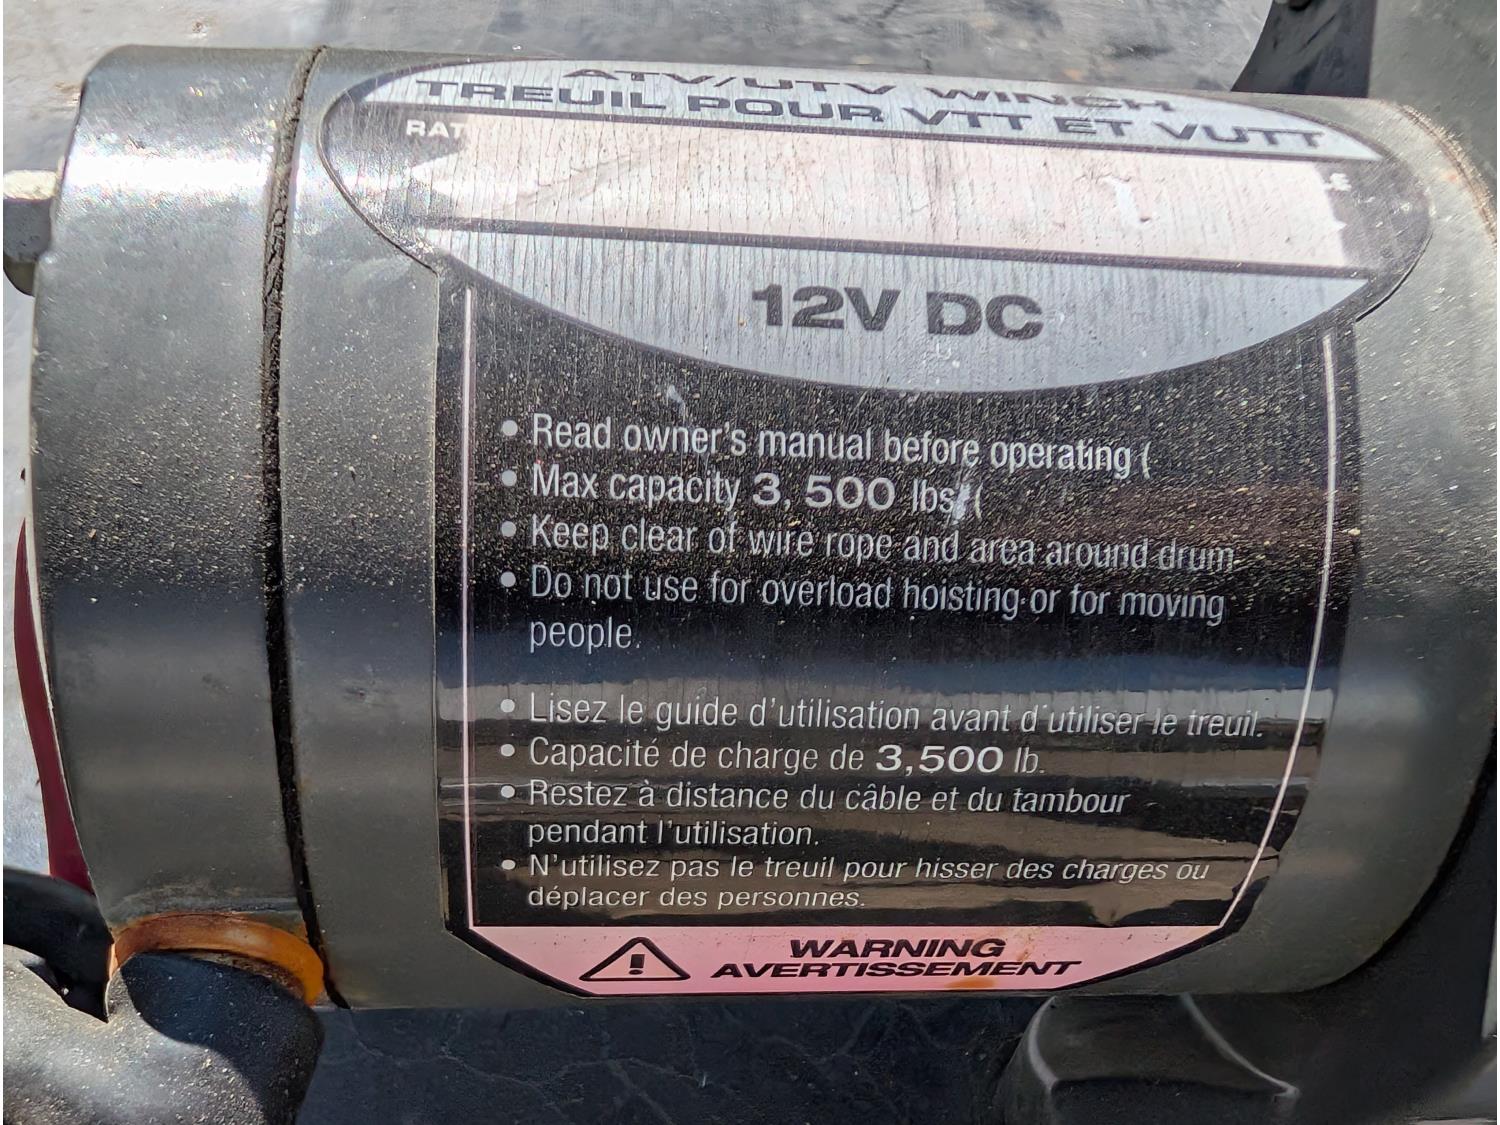 ATV/UTV WINCH
TREUIL POUR VTT ET VUTT
12V DC
• Read owner's manual before operating (
• Max capacity 3, 500 lbs (
• Keep clear of wire rope and area around drum
• Do not use for overload hoisting or for moving
people.
• Lisez le guide d'utilisation avant d'utiliser le treuil.
• Capacité de charge de 3,500 lb.
• Restez à distance du câble et du tambour
pendant l'utilisation.
• N'utilisez pas le treuil pour hisser des charges ou
déplacer des personnes.
WARNING
AVERTISSEMENT